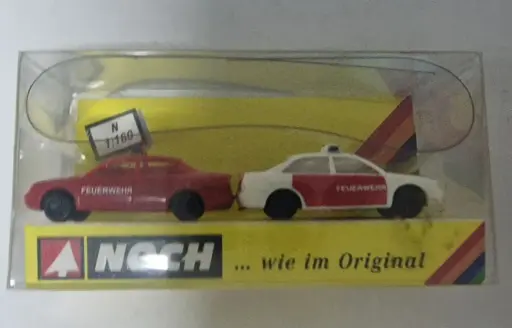 N
1/160
FEUERWEHR
FEUERWEHR
NOCH ... wie im Original